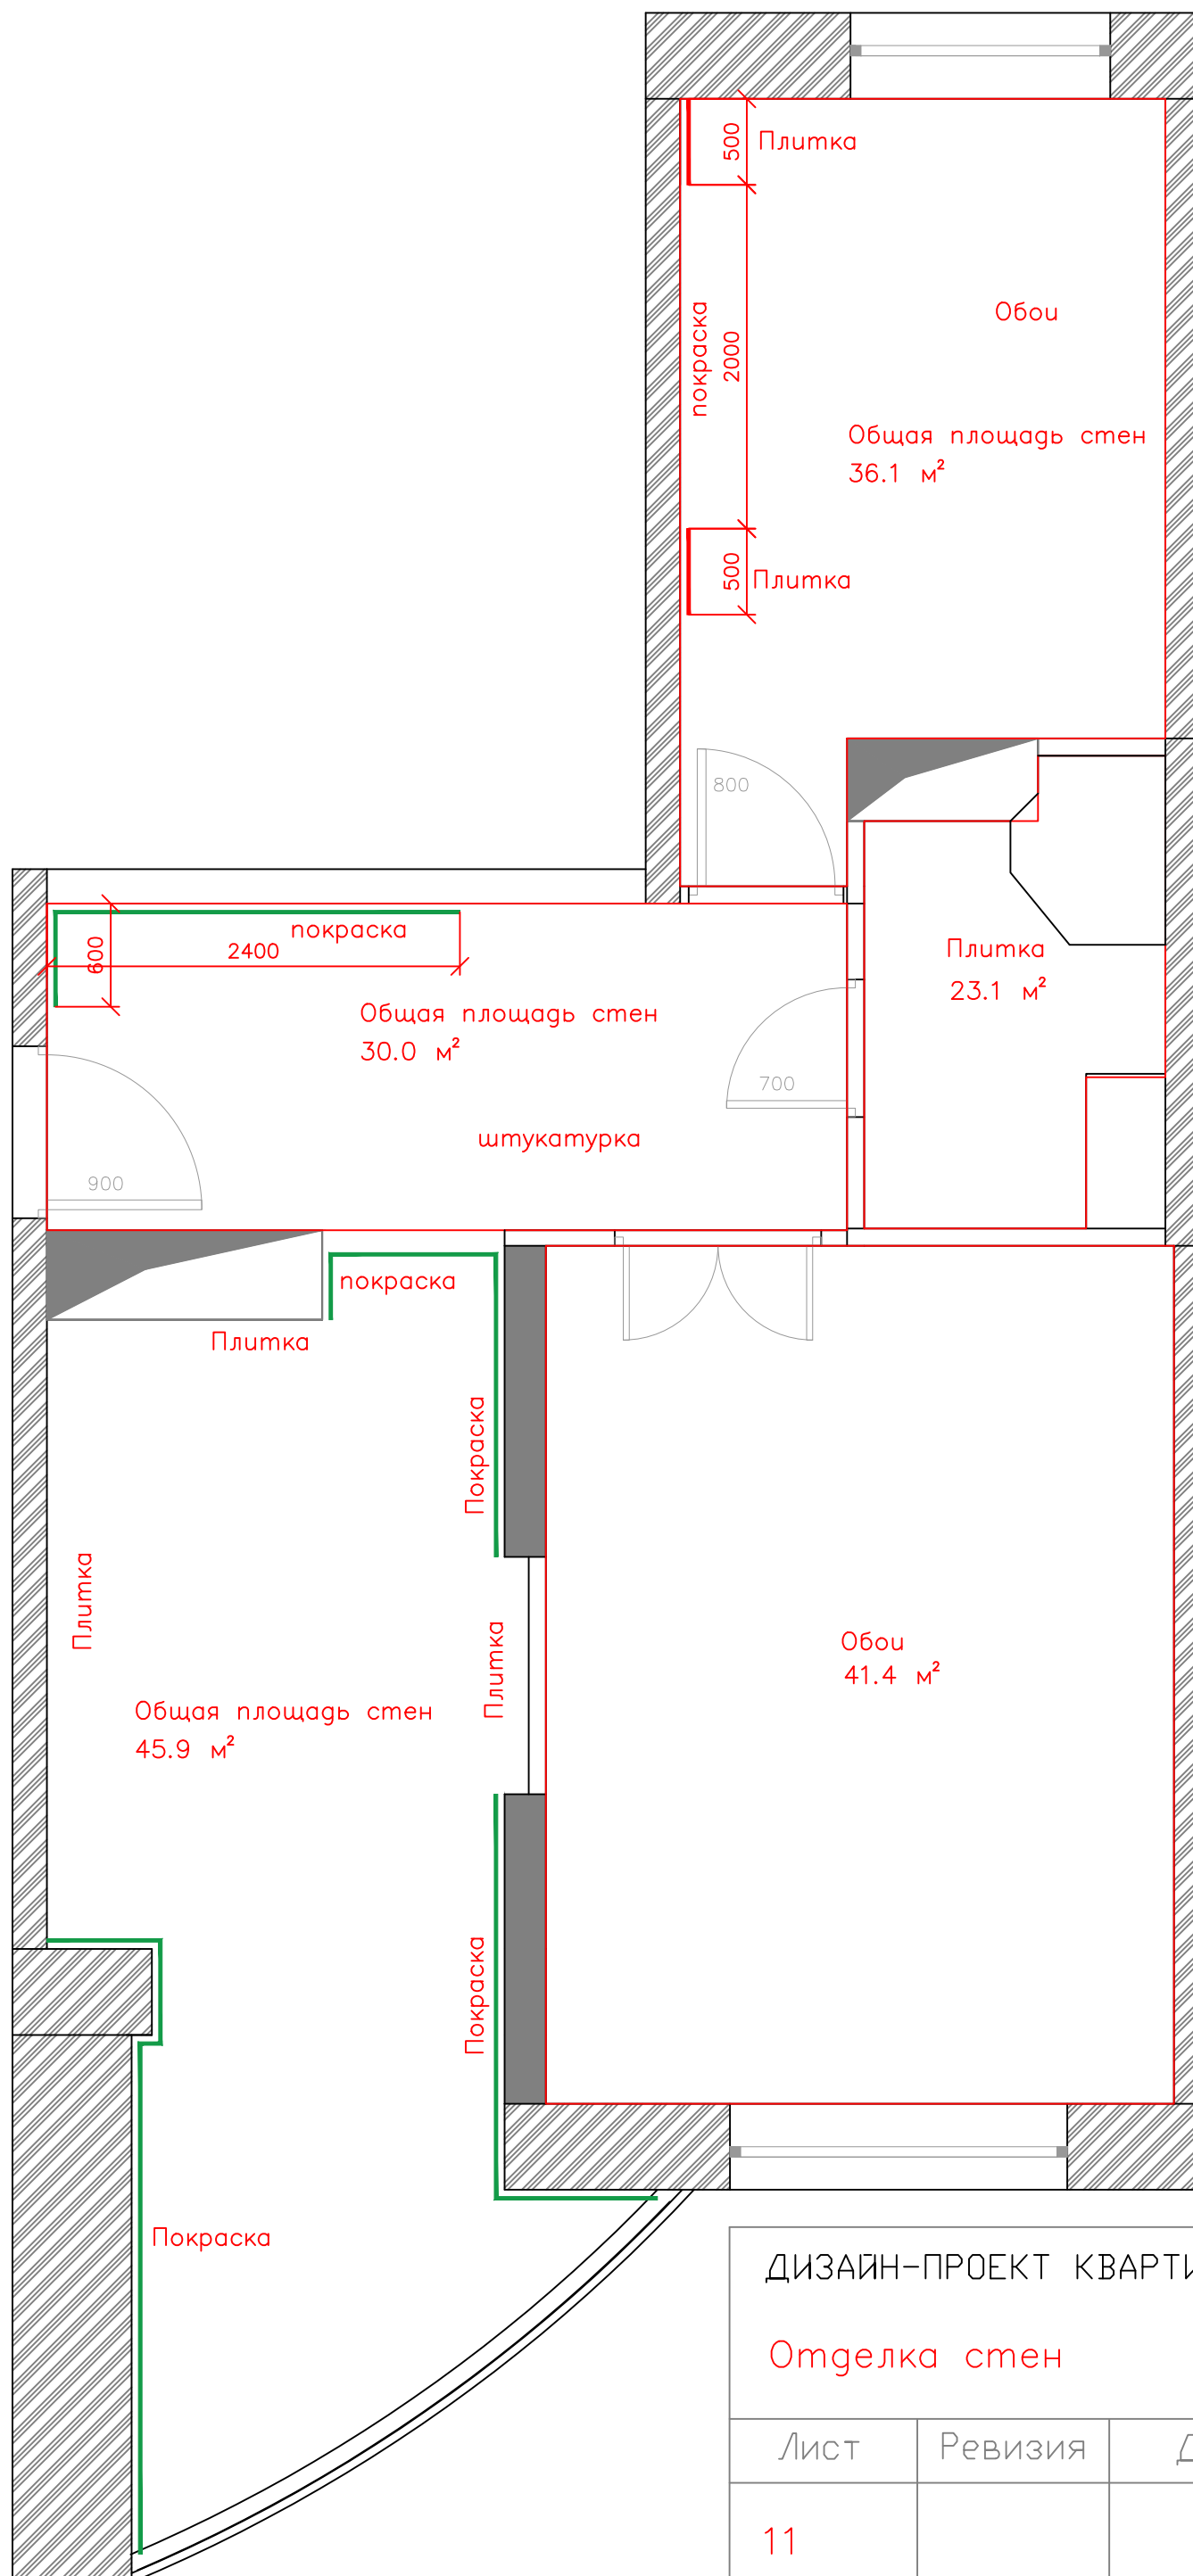 500
Плитка
Обои
покраска
2000
Общая площадь стен
36.1 м²
500
Плитка
800
покраска
2400
600
Плитка
23.1 м²
Общая площадь стен
30.0 м²
700
штукатурка
900
покраска
Плитка
Покраска
Плитка
Плитка
Обои
41.4 м²
Общая площадь стен
45.9 м²
Покраска
Покраска
ДИЗАЙН-ПРОЕКТ
Отделка стен
Лист
Ревизия
11